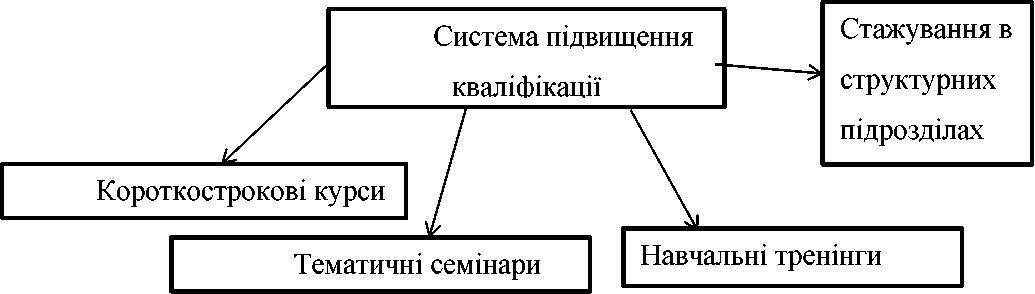 Система підвищення
кваліфікації
Стажування в
структурних
підрозділах
Короткострокові курси
Тематичні семінари
Навчальні тренінги